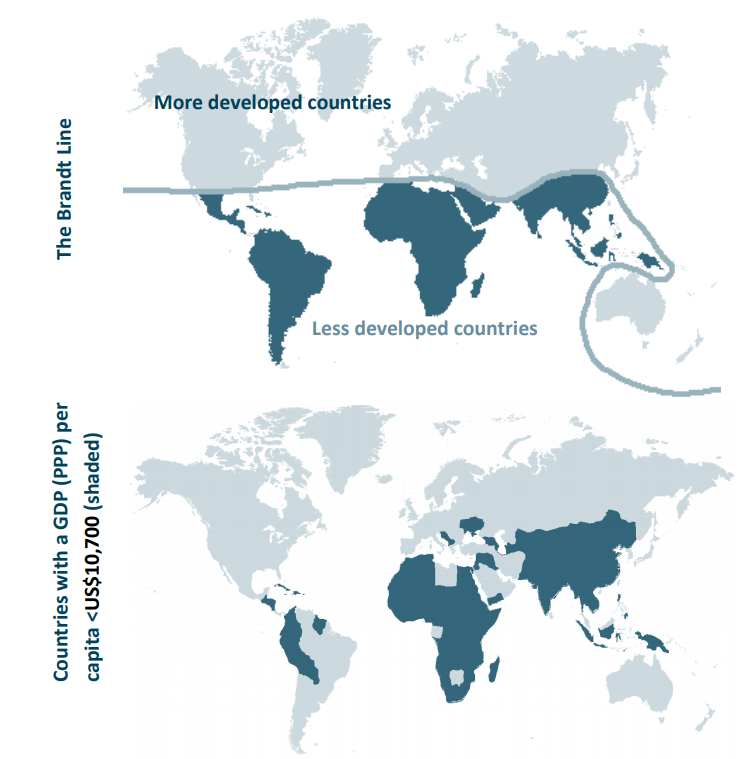 The Brandt Line
More developed countries
Less developed countries
Countries with a GDP (PPP) per
capita <US$10,700 (shaded)